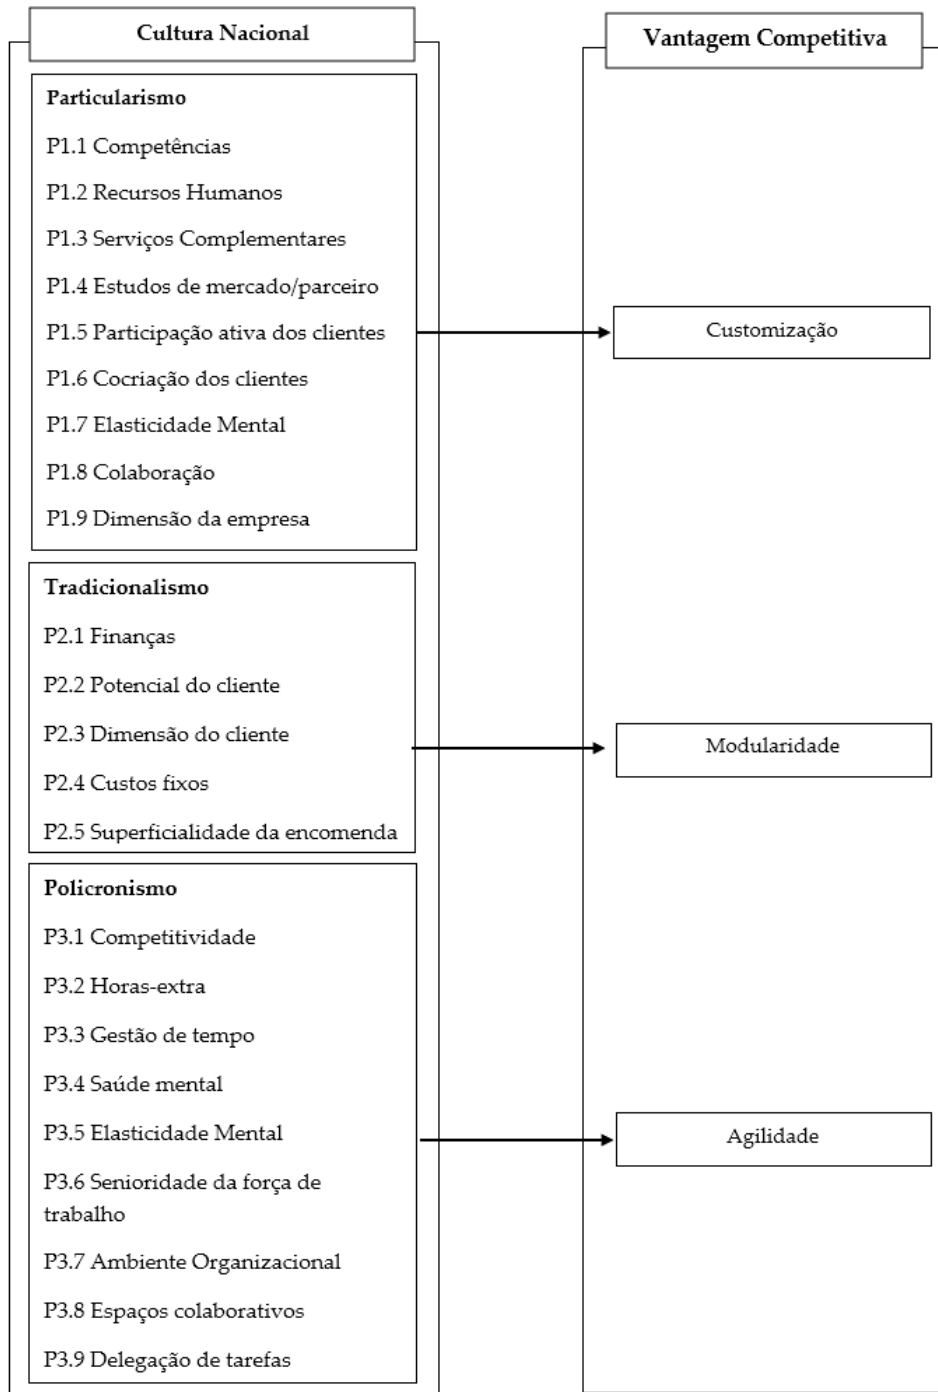 Cultura Nacional
Vantagem Competitiva
Particularismo
P1.1 Competências
P1.2 Recursos Humanos
P1.3 Serviços Complementares
P1.4 Estudos de mercado/parceiro
P1.5 Participação ativa dos clientes
P1.6 Cocriação dos clientes
P1.7 Elasticidade Mental
P1.8 Colaboração
P1.9 Dimensão da empresa
Customização
Tradicionalismo
P2.1 Finanças
P2.2 Potencial do cliente
P2.3 Dimensão do cliente
P2.4 Custos fixos
P2.5 Superficialidade da encomenda
Modularidade
Policronismo
P3.1 Competitividade
P3.2 Horas-extra
P3.3 Gestão de tempo
P3.4 Saúde mental
P3.5 Elasticidade Mental
P3.6 Senioridade da força de
trabalho
P3.7 Ambiente Organizacional
P3.8 Espaços colaborativos
P3.9 Delegação de tarefas
Agilidade